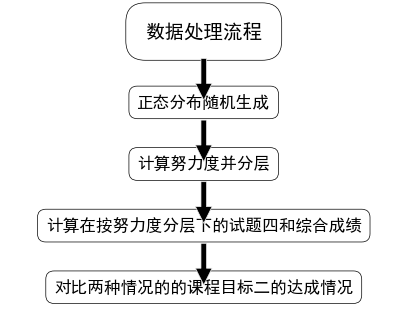 数据处理流程
正态分布随机生成
计算努力度并分层
计算在按努力度分层下的试题四和综合成绩
对比两种情况的的课程目标二的达成情况